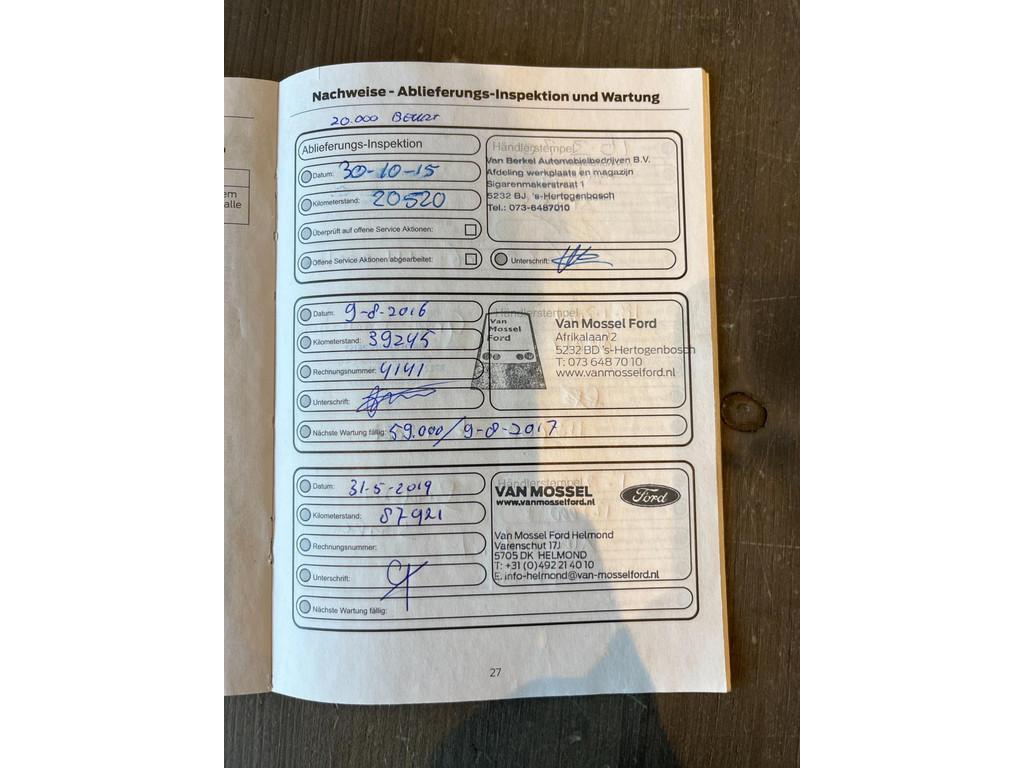 em
alle
Nachweise - Ablieferungs-Inspektion und Wartung
20.000 Beurt
Ablieferungs-Inspektion
Datum: 30-10-15
Kilometerstand: 20520
Überprüft auf offene Service Aktionen:
Offene Service Aktionen abgearbeitet:
Händlerstempel
Van Berkel Automobielbedrijven B.V.
Afdeling werkplaats en magazijn
Sigarenmakerstraat 1
5232 BJ 's-Hertogenbosch
Tel.: 073-6487010
Unterschrift:
Datum: 9-8-2016
Kilometerstand: 39245
Rechnungsnummer: 4141
Unterschrift:
Händlerstempel
Van
Mossel
Ford
Van Mossel Ford
Afrikalaan 2
5232 BD 's-Hertogenbosch
T: 073 648 70 10
www.vanmosselford.nl
Nächste Wartung fällig: 59.000/9-8-2017
Datum: 31-5-2019
Kilometerstand: 87921
Rechnungsnummer:
Unterschrift:
Händlerstempel
VAN MOSSEL
www.vanmosselford.nl
Ford
Van Mossel Ford Helmond
Varenschut 17J
5705 DK HELMOND
T: +31 (0)492 21 40 10
E. info-helmond@van-mosselford.nl
Nächste Wartung fällig:
27